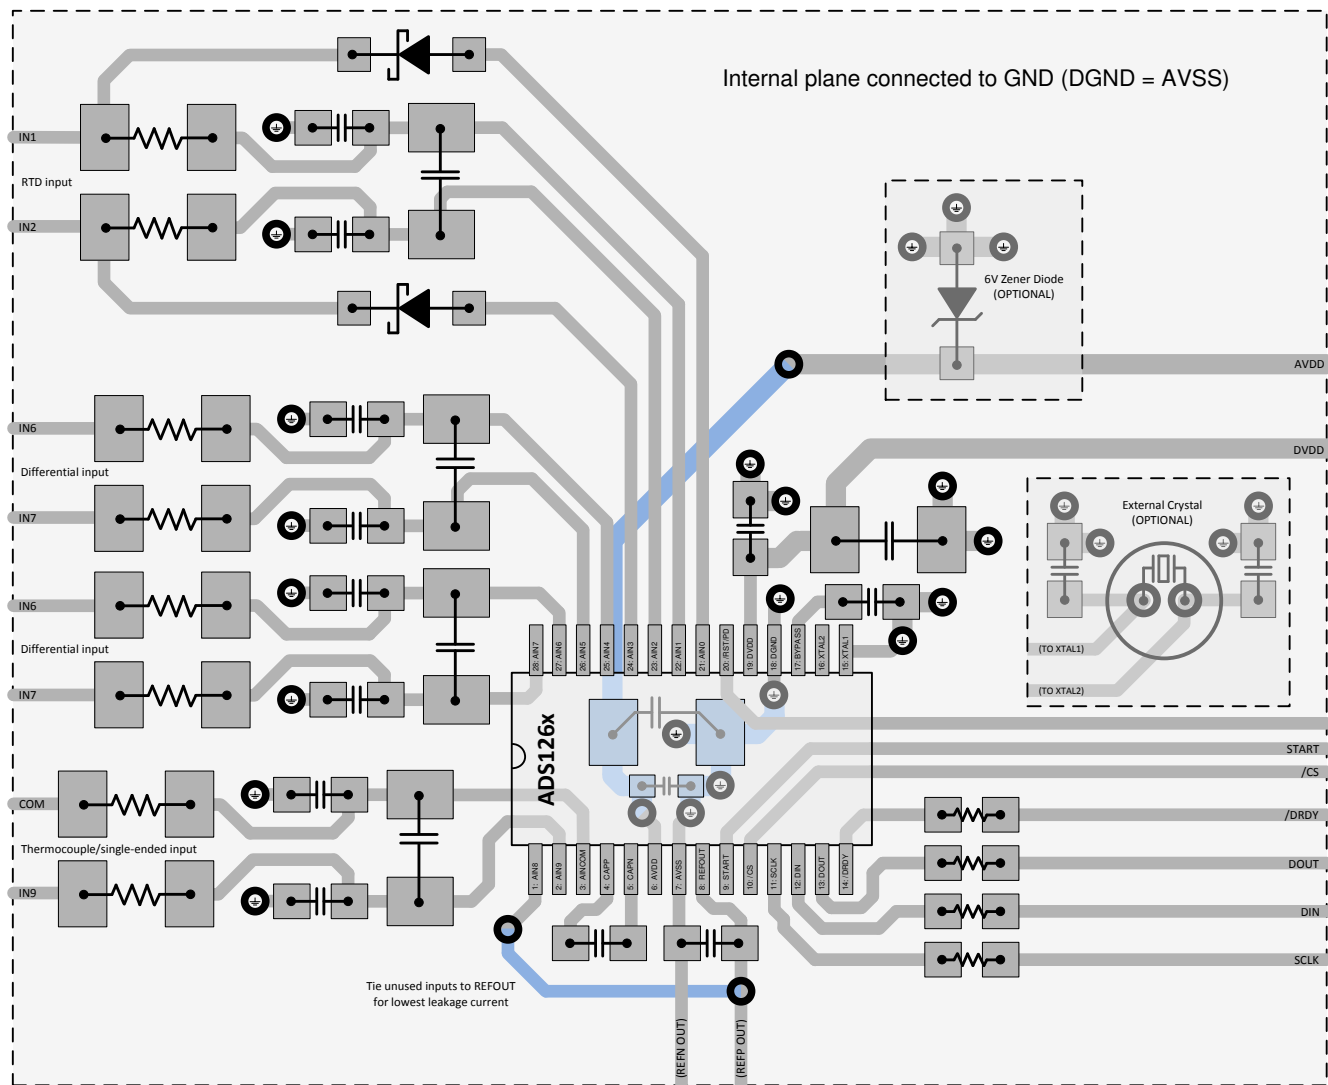 Internal plane connected to GND (DGND = AVSS)
IN1
RTD input
IN2
6V Zener Diode
(OPTIONAL)
AVDD
IN6
Differential input
IN7
DVDD
External Crystal
(OPTIONAL)
(TO XTAL1)
(TO XTAL2)
IN6
Differential input
IN7
28: AIN7
27: AIN6
26: AIN5
25: AIN4
24: AIN3
23: AIN2
22: AIN1
21: AIN0
20: /RST/PD
19: DVDD
18: DGND
17: BYPASS
16: XTAL2
15: XTAL1
ADS126x
START
/CS
/DRDY
DOUT
DIN
SCLK
COM
Thermocouple/single-ended input
IN9
1: AIN8
2: AIN9
3: AINCOM
4: CAPP
5: CAPN
6: AVDD
7: AVSS
8: REFOUT
9: START
10: /CS
11: SCLK
12: DIN
13: DOUT
14: /DRDY
Tie unused inputs to REFOUT
for lowest leakage current
(REFN OUT)
(REFP OUT)